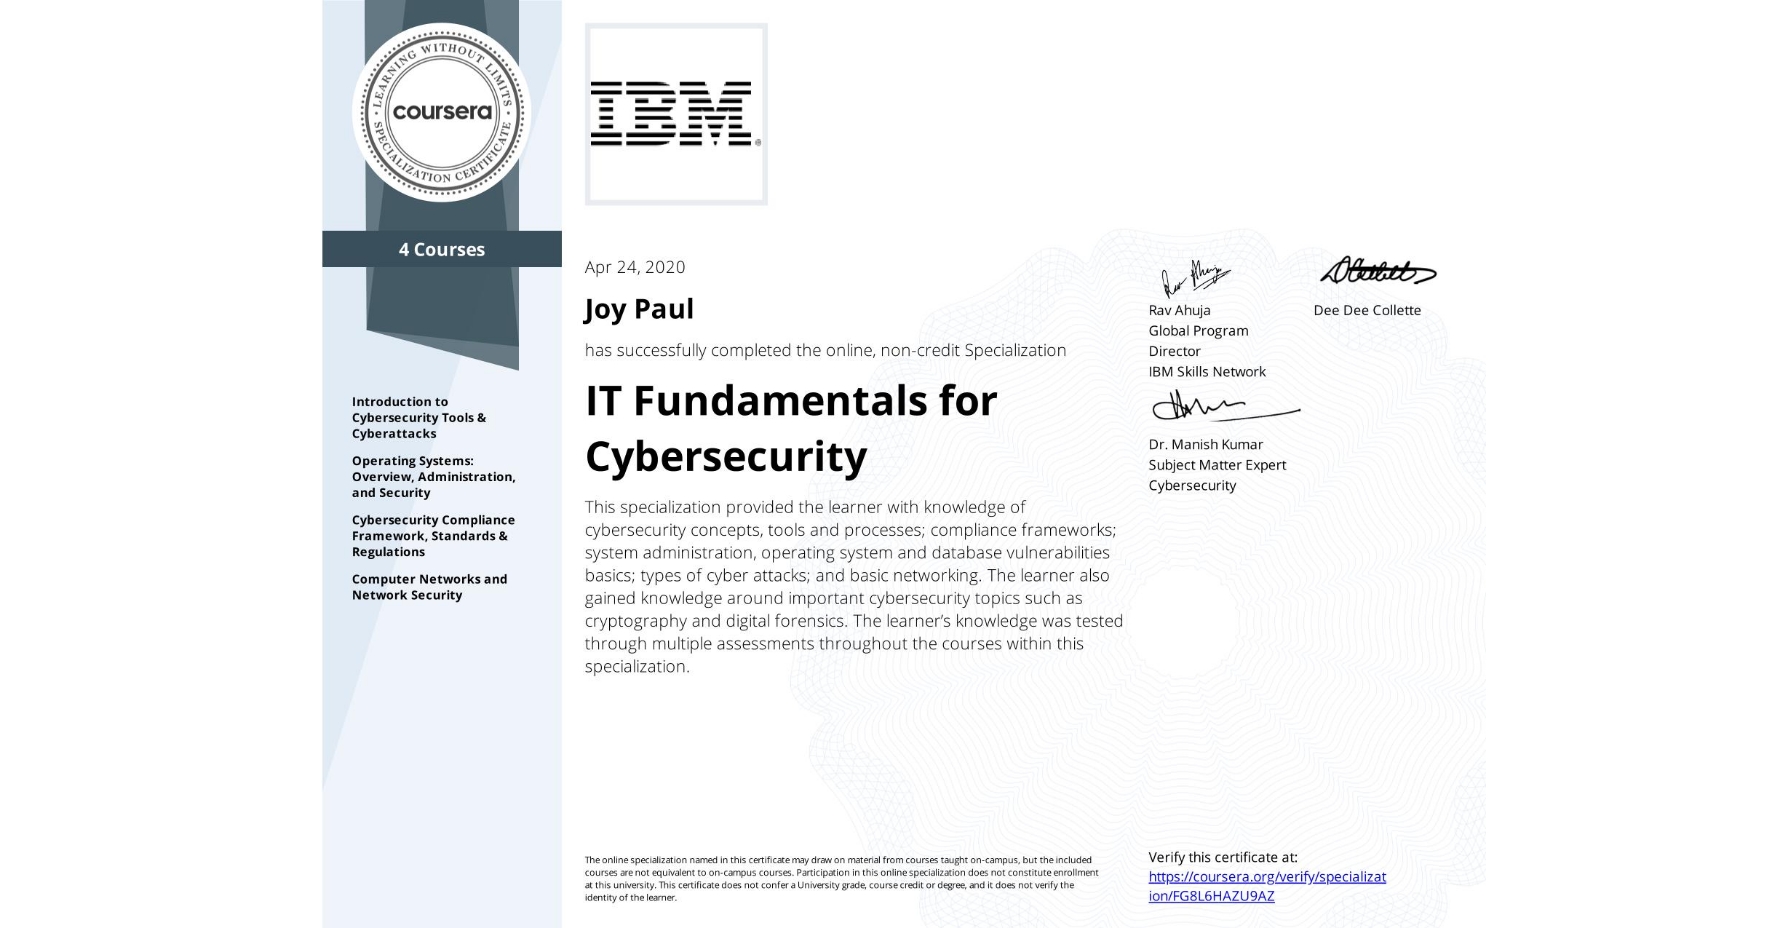 LEARNING WITHOUT LIMITS
coursera
SPECIALIZATION CERTIFICATE
4 Courses
Introduction to
Cybersecurity Tools &
Cyberattacks
Operating Systems:
Overview, Administration,
and Security
Cybersecurity Compliance
Framework, Standards &
Regulations
Computer Networks and
Network Security
IBM®
Apr 24, 2020
Joy Paul
has successfully completed the online, non-credit Specialization
IT Fundamentals for
Cybersecurity
This specialization provided the learner with knowledge of
cybersecurity concepts, tools and processes; compliance frameworks;
system administration, operating system and database vulnerabilities
basics; types of cyber attacks; and basic networking. The learner also
gained knowledge around important cybersecurity topics such as
cryptography and digital forensics. The learner’s knowledge was tested
through multiple assessments throughout the courses within this
specialization.
Rav Ahuja
Global Program
Director
IBM Skills Network
Dee Dee Collette
Dr. Manish Kumar
Subject Matter Expert
Cybersecurity
The online specialization named in this certificate may draw on material from courses taught on-campus, but the included
courses are not equivalent to on-campus courses. Participation in this online specialization does not constitute enrollment
at this university. This certificate does not confer a University grade, course credit or degree, and it does not verify the
identity of the learner.
Verify this certificate at:
https://coursera.org/verify/specializat
ion/FG8L6HAZU9AZ